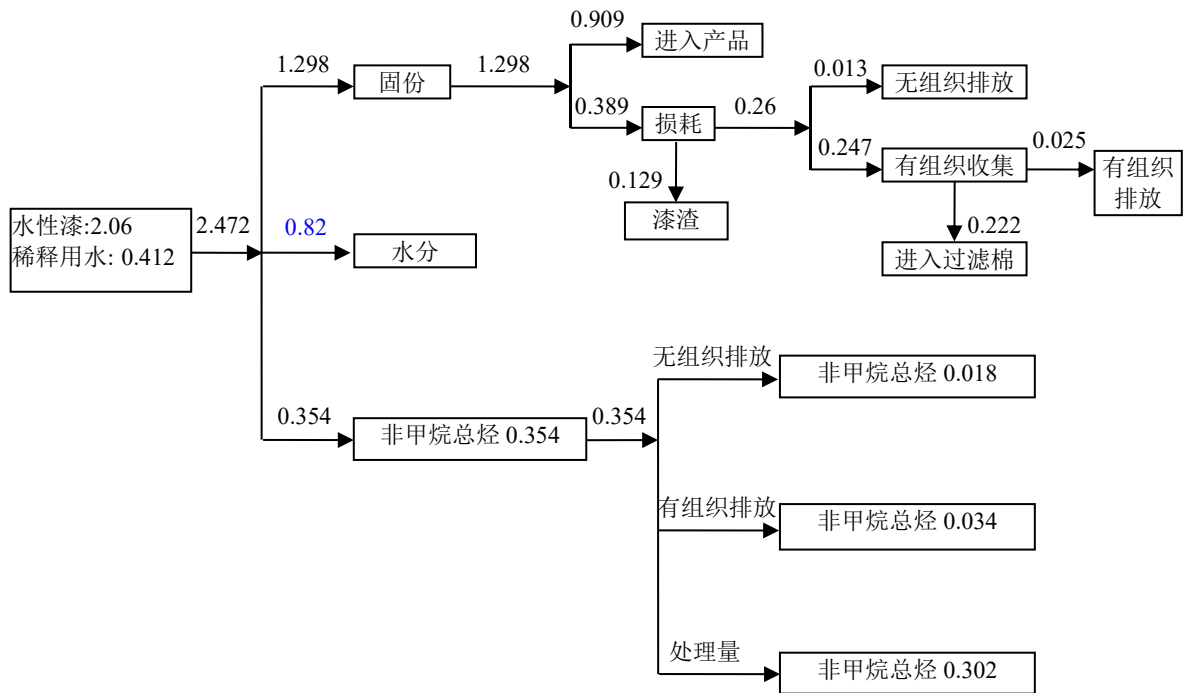 0.909
进入产品
1.298
固份
1.298
0.013
无组织排放
0.389
损耗
0.26
0.247
有组织收集
0.025
有组织
排放
0.129
漆渣
0.222
进入过滤棉
水性漆:2.06
稀释用水: 0.412
2.472
0.82
水分
无组织排放
非甲烷总烃 0.018
0.354
非甲烷总烃 0.354
0.354
有组织排放
非甲烷总烃 0.034
处理量
非甲烷总烃 0.302